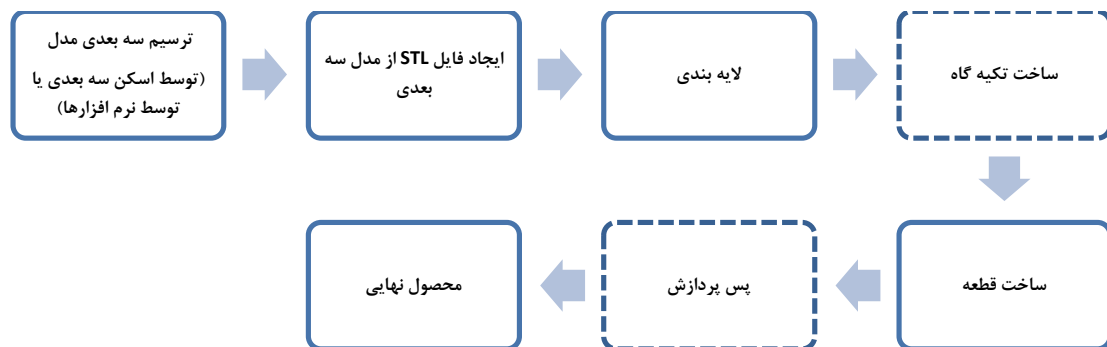 ترسیم سه بعدی مدل
(توسط اسکن سه بعدی یا
توسط نرم افزارها)
ایجاد فایل STL از مدل سه
بعدی
لایه بندی
ساخت تکیه گاه
ساخت قطعه
پس پردازش
محصول نهایی